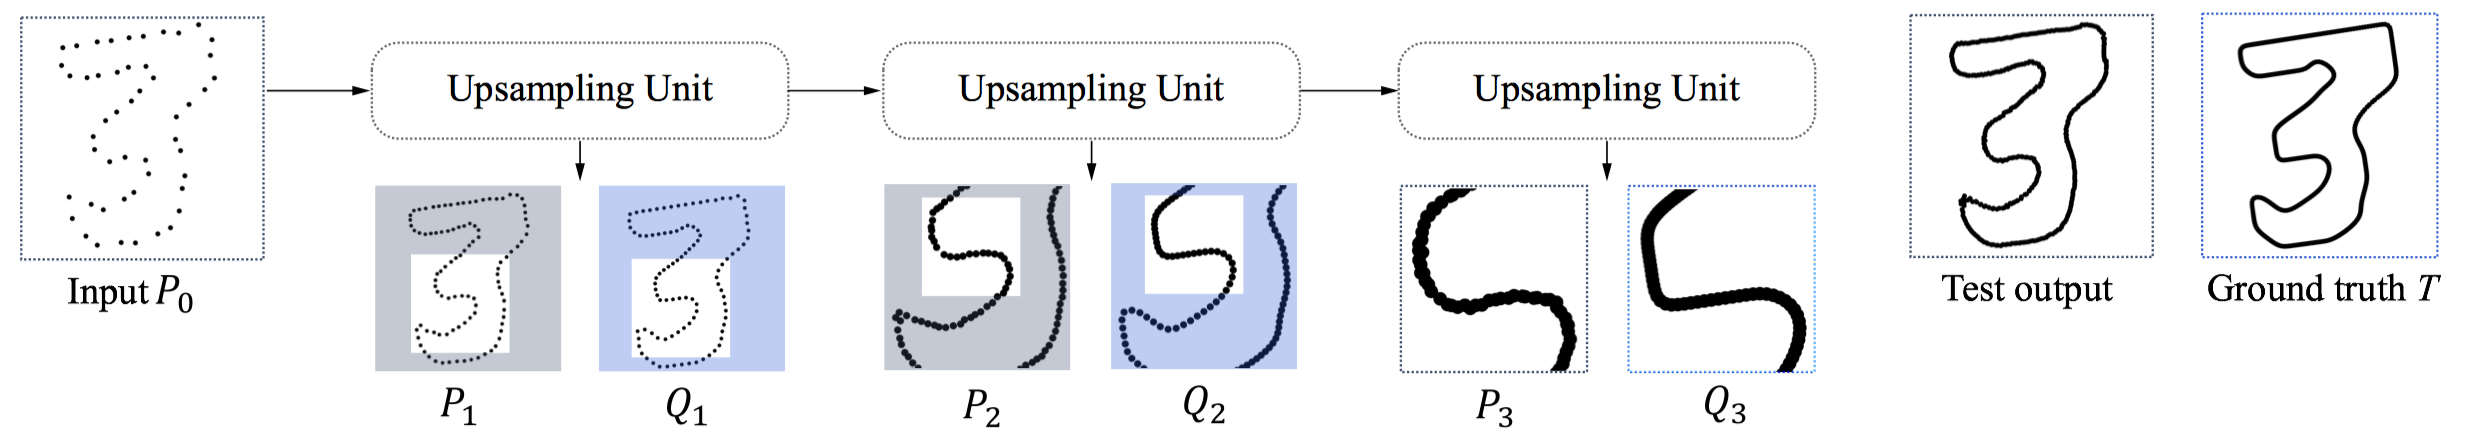 Upsampling Unit
Upsampling Unit
Upsampling Unit
Input P₀
P₁
Q₁
P₂
Q₂
P₃
Q₃
Test output
Ground truth T